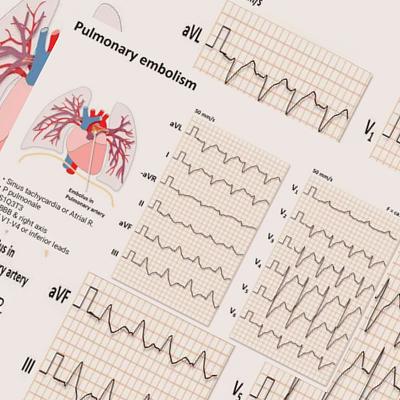 Pulmonary embolism
Embolus in
Pulmonary artery
• Sinus tachycardia or Atrial R
• P pulmonale
S1Q3T3
BBB & right axis
V1-V4 or inferior leads
artery
aVL
V₁
50 mm/s
aVL
I
-aVR
II
aVF
III
50 mm/s
V₁
V₂
V₃
V₄
V₅
V₆
aVF
III
V₅